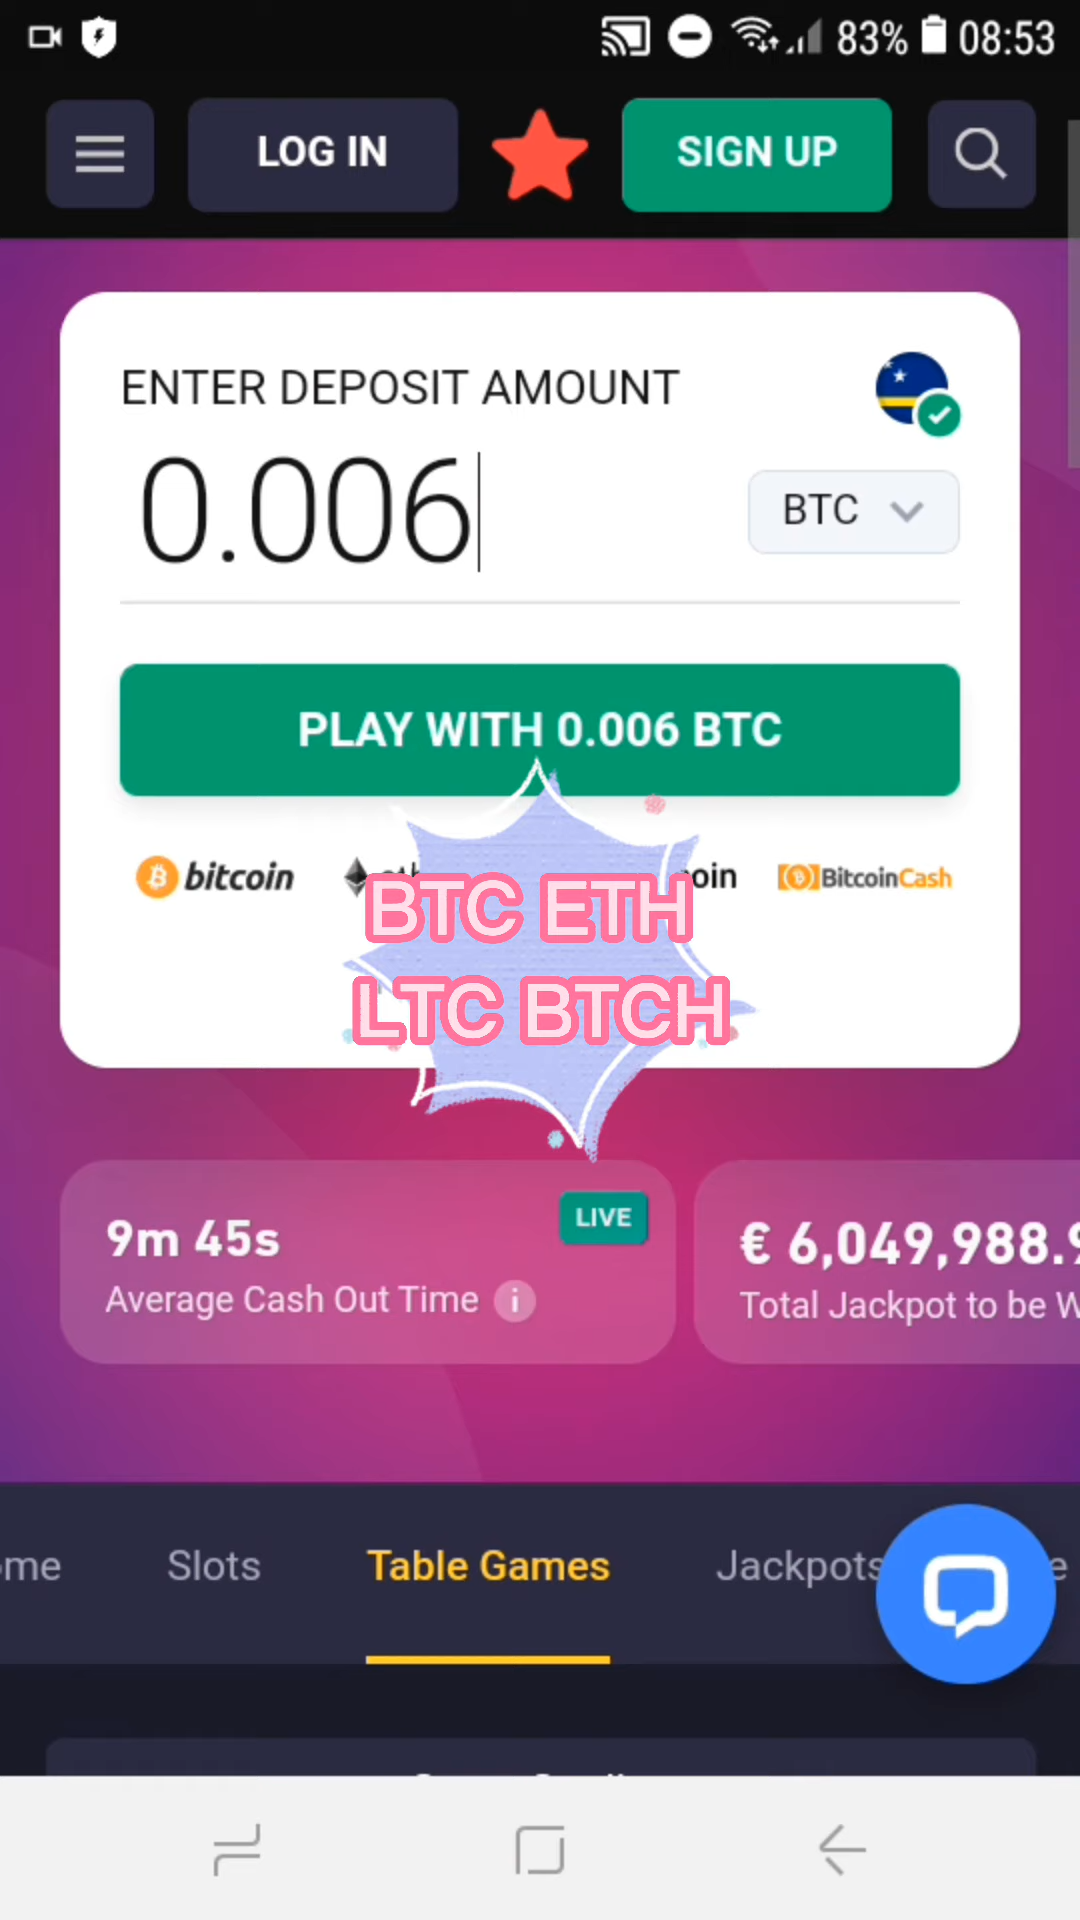 83% 08:53
LOG IN
SIGN UP
ENTER DEPOSIT AMOUNT
0.006
BTC
PLAY WITH 0.006 BTC
bitcoin
BitcoinCash
BTC ETH
LTC BTCH
9m 45s
LIVE
Average Cash Out Time
€ 6,049,988.9
Total Jackpot to be W
Slots
Table Games
Jackpots